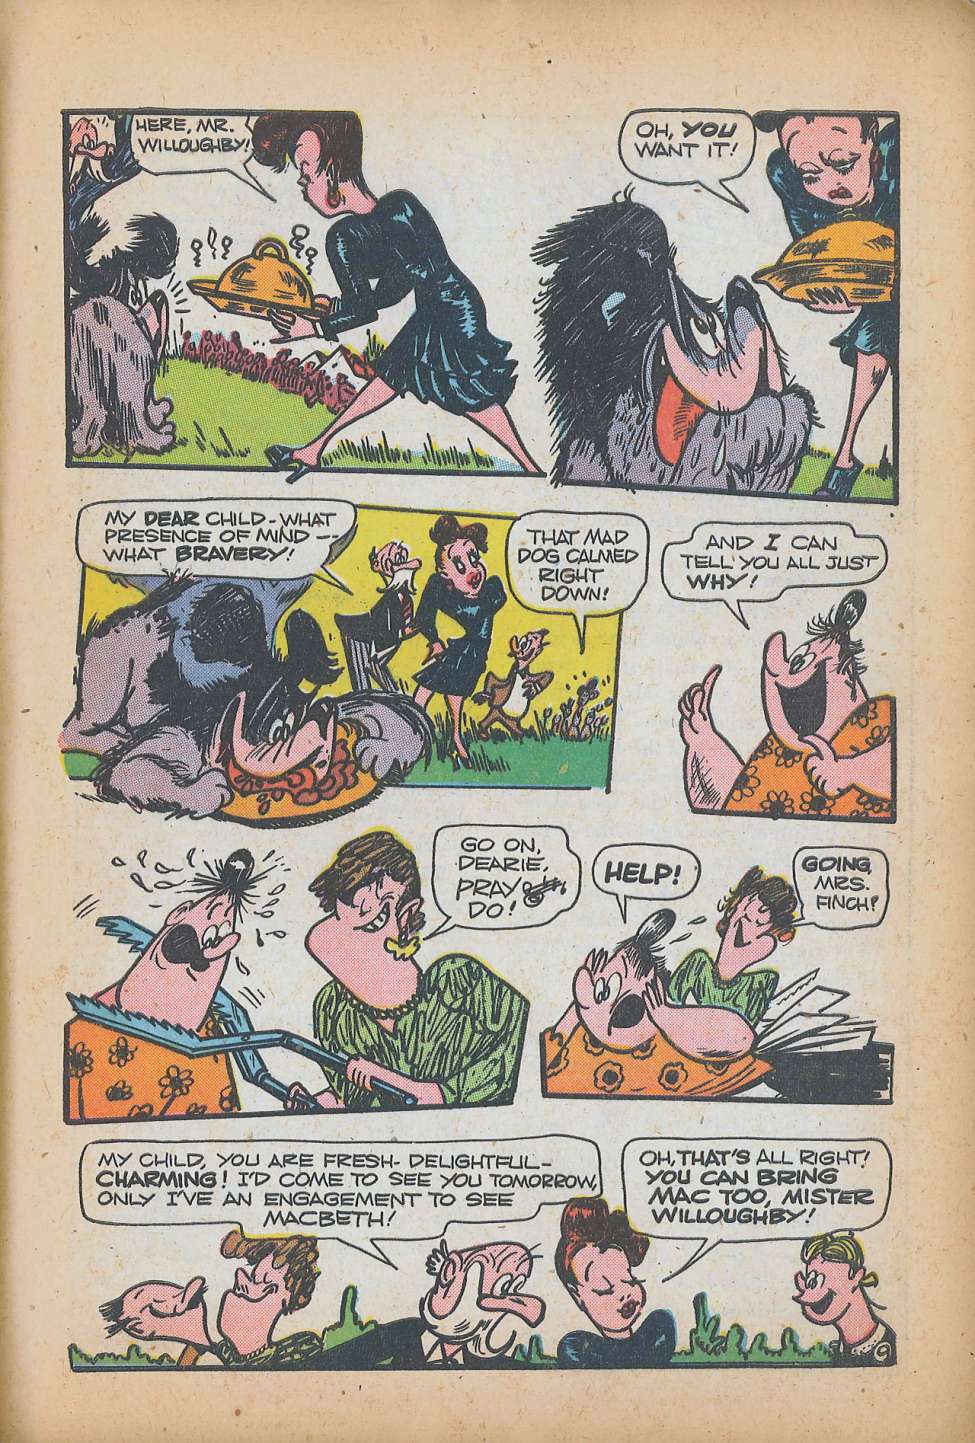 HERE, MR.
WILLOUGHBY!
OH, YOU
WANT IT!
MY DEAR CHILD - WHAT
PRESENCE OF MIND --
WHAT BRAVERY!
THAT MAD
DOG CALMED
RIGHT
DOWN!
AND I CAN
TELL YOU ALL JUST
WHY!
GO ON,
DEARIE,
PRAY
DO!
HELP!
GOING,
MRS.
FINCH?
MY CHILD, YOU ARE FRESH - DELIGHTFUL -
CHARMING! I'D COME TO SEE YOU TOMORROW,
ONLY I'VE AN ENGAGEMENT TO SEE
MACBETH!
OH, THAT'S ALL RIGHT!
YOU CAN BRING
MAC TOO, MISTER
WILLOUGHBY!
9